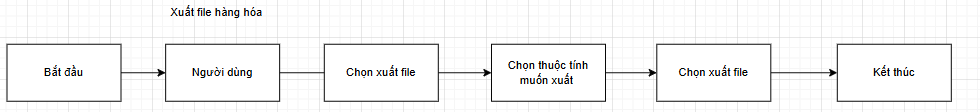 Xuất file hàng hóa
Bắt đầu
Người dùng
Chọn xuất file
Chọn thuộc tính
muốn xuất
Chọn xuất file
Kết thúc